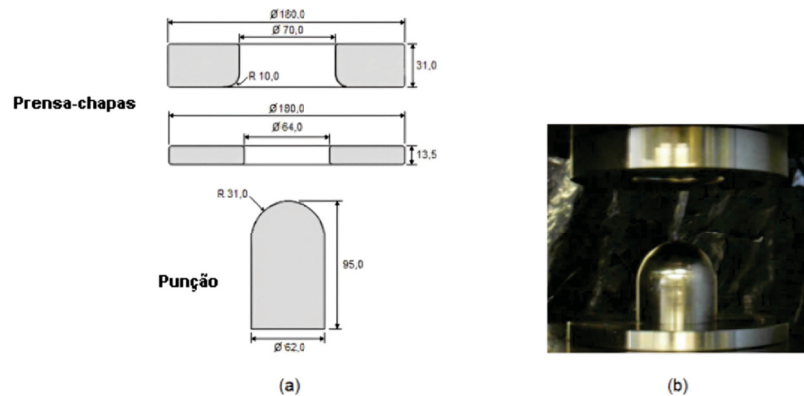 Ø 180,0
Ø 70,0
R 10,0
31,0
Prensa-chapas
Ø 180,0
Ø 64,0
13,5
R 31,0
95,0
Punção
Ø 62,0
(a)
(b)